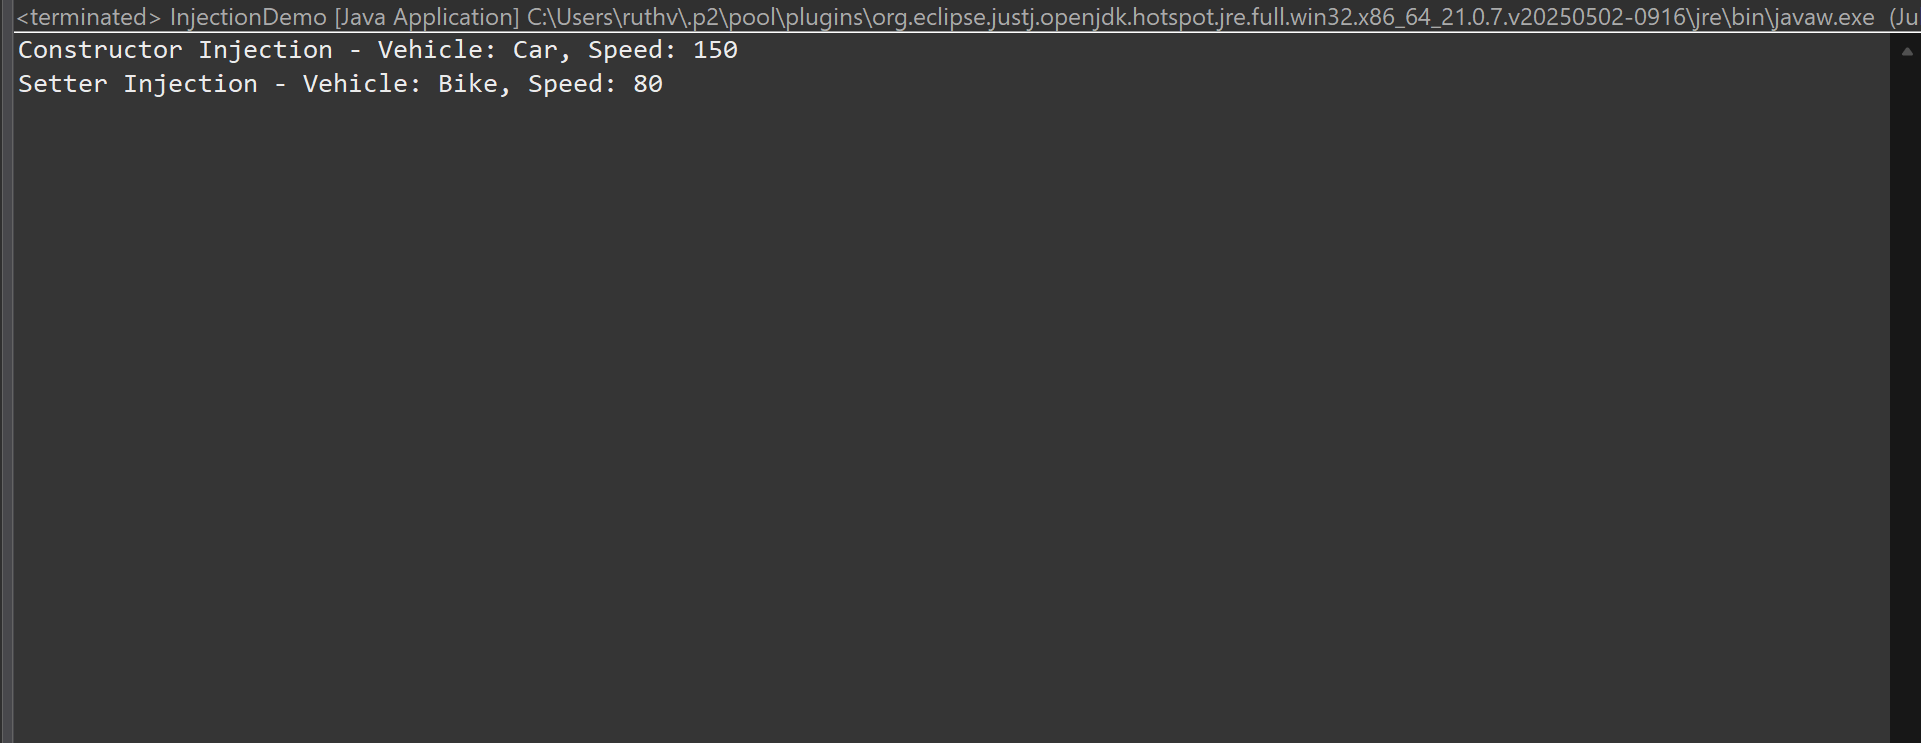 <terminated> InjectionDemo [Java Application] C:\Users\ruthv\.p2\pool\plugins\org.eclipse.justj.openjdk.hotspot.jre.full.win32.x86_64_21.0.7.v20250502-0916\jre\bin\javaw.exe (Ju
Constructor Injection - Vehicle: Car, Speed: 150
Setter Injection - Vehicle: Bike, Speed: 80